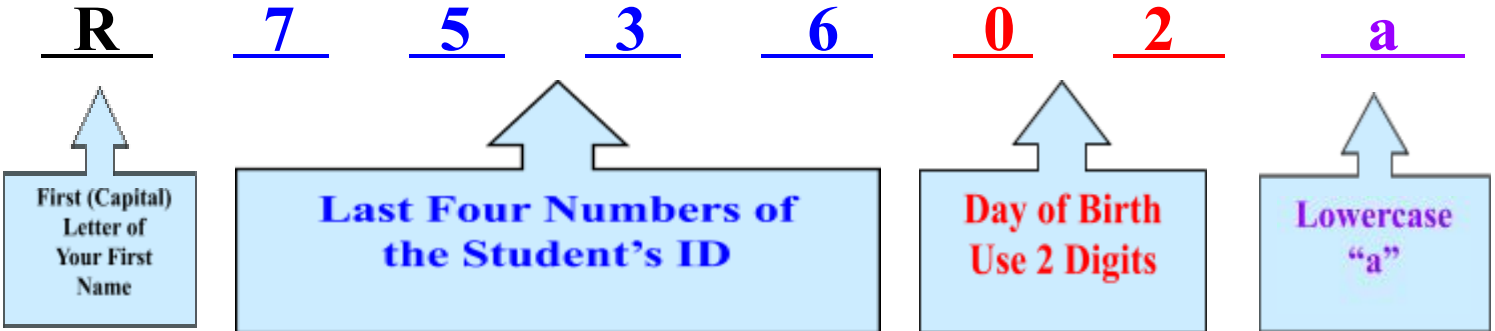 R 7 5 3 6 0 2 a
First (Capital)
Letter of
Your First
Name
Last Four Numbers of
the Student’s ID
Day of Birth
Use 2 Digits
Lowercase
“a”